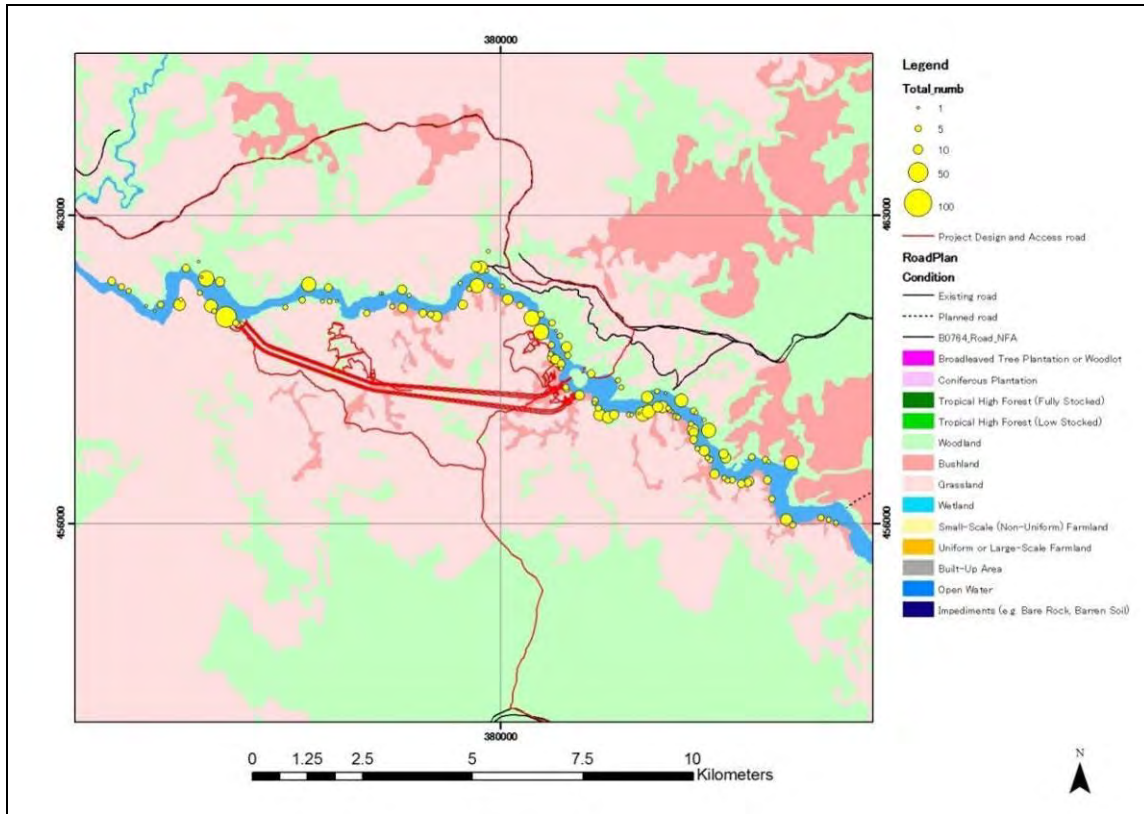 380000
Legend
Total_numb
1
5
10
50
100
Project Design and Access road
RoadPlan
Condition
Existing road
Planned road
B0764_Road_NFA
Broadleaved Tree Plantation or Woodlot
Coniferous Plantation
Tropical High Forest (Fully Stocked)
Tropical High Forest (Low Stocked)
Woodland
Bushland
Grassland
Wetland
Small-Scale (Non-Uniform) Farmland
Uniform or Large-Scale Farmland
Built-Up Area
Open Water
Impediments (e.g. Bare Rock, Barren Soil)
463000
463000
456000
456000
380000
0 1.25 2.5 5 7.5 10
Kilometers
N